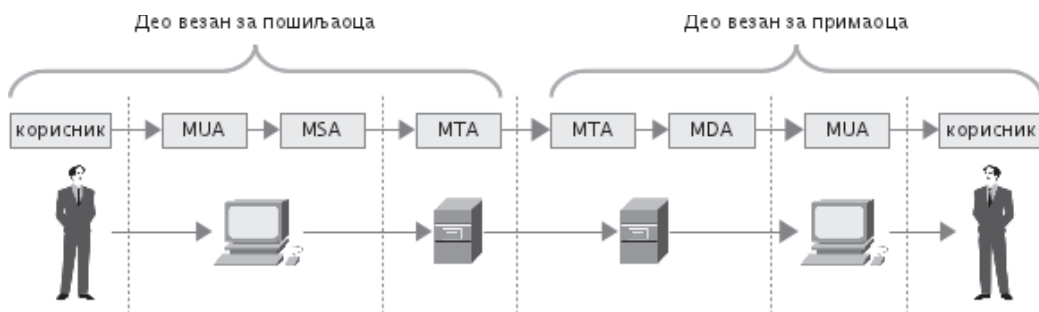 Део везан за пошиљаоца
Део везан за примаоца
корисник
MUA
MSA
MTA
MTA
MDA
MUA
корисник